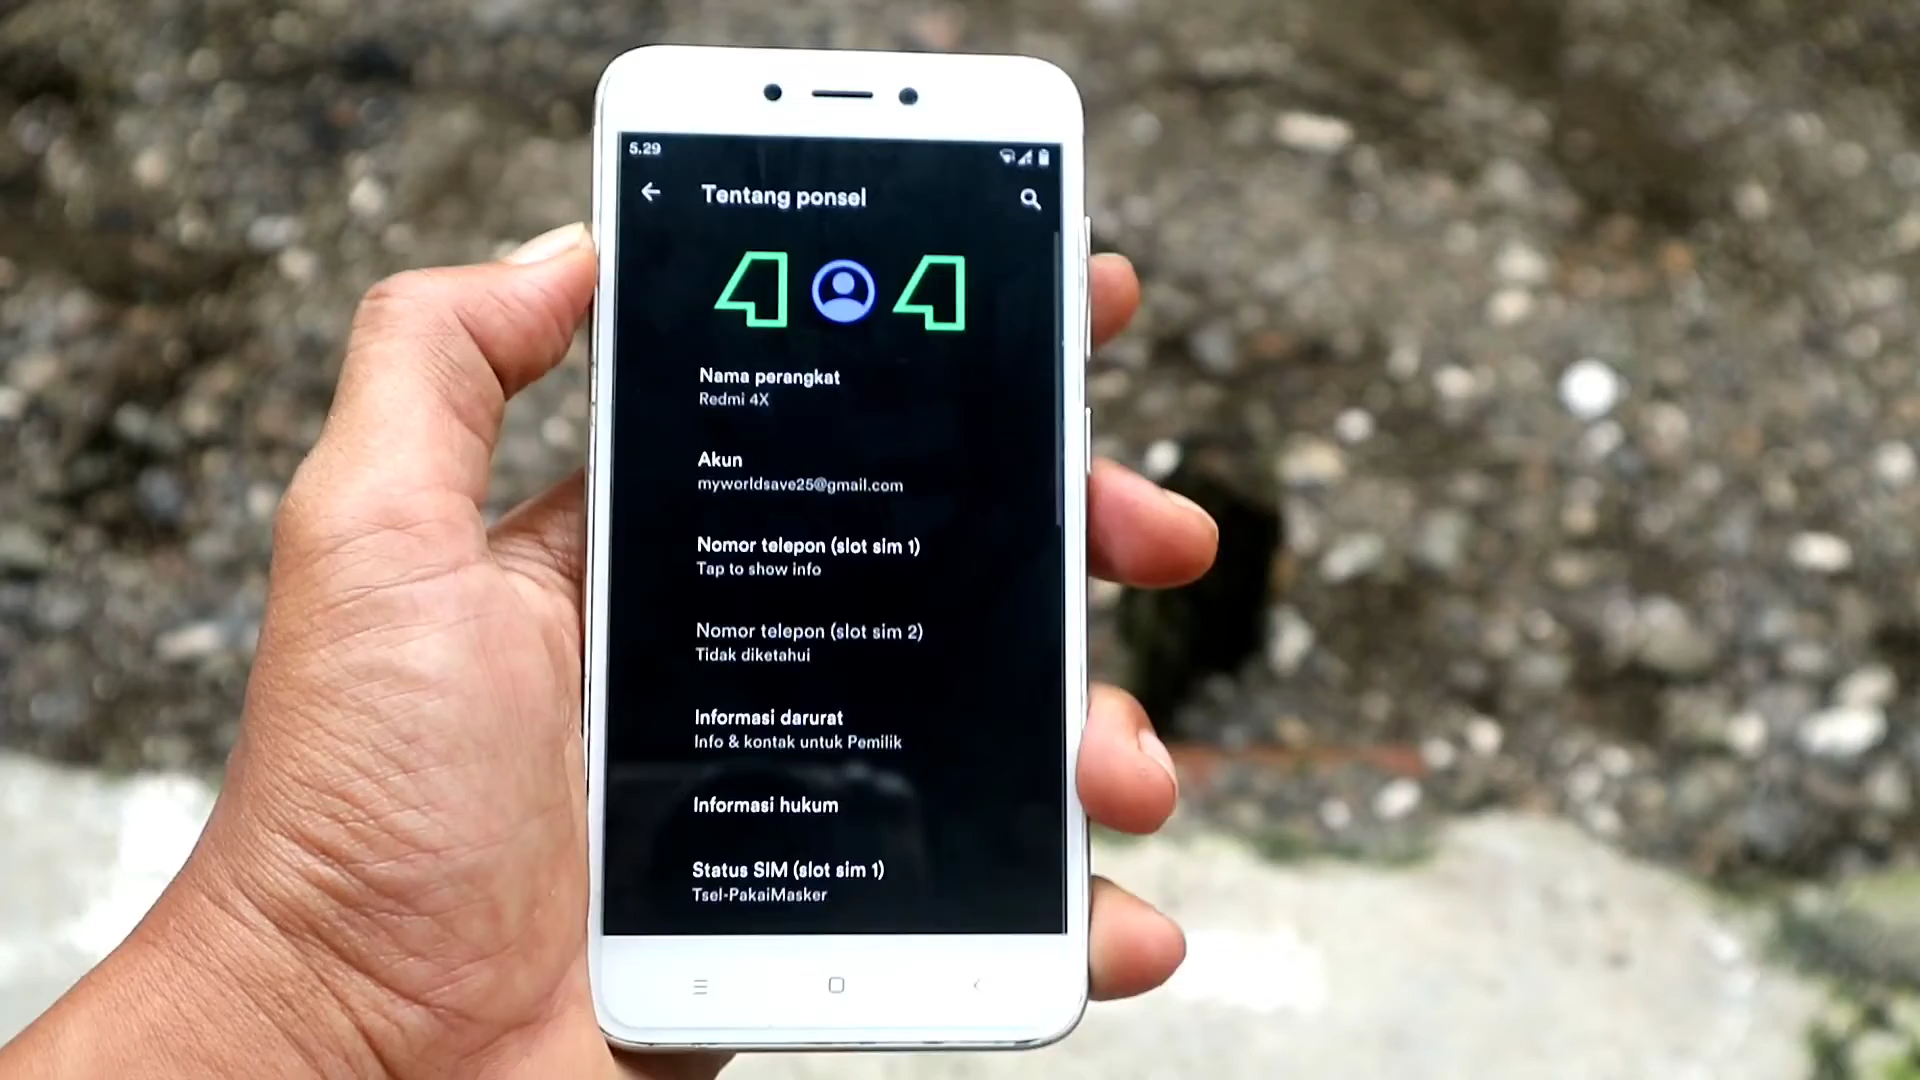 5.29
Tentang ponsel
404
Nama perangkat
Redmi 4X
Akun
myworldsave25@gmail.com
Nomor telepon (slot sim 1)
Tap to show info
Nomor telepon (slot sim 2)
Tidak diketahui
Informasi darurat
Info & kontak untuk Pemilik
Informasi hukum
Status SIM (slot sim 1)
Tsel-PakaiMasker